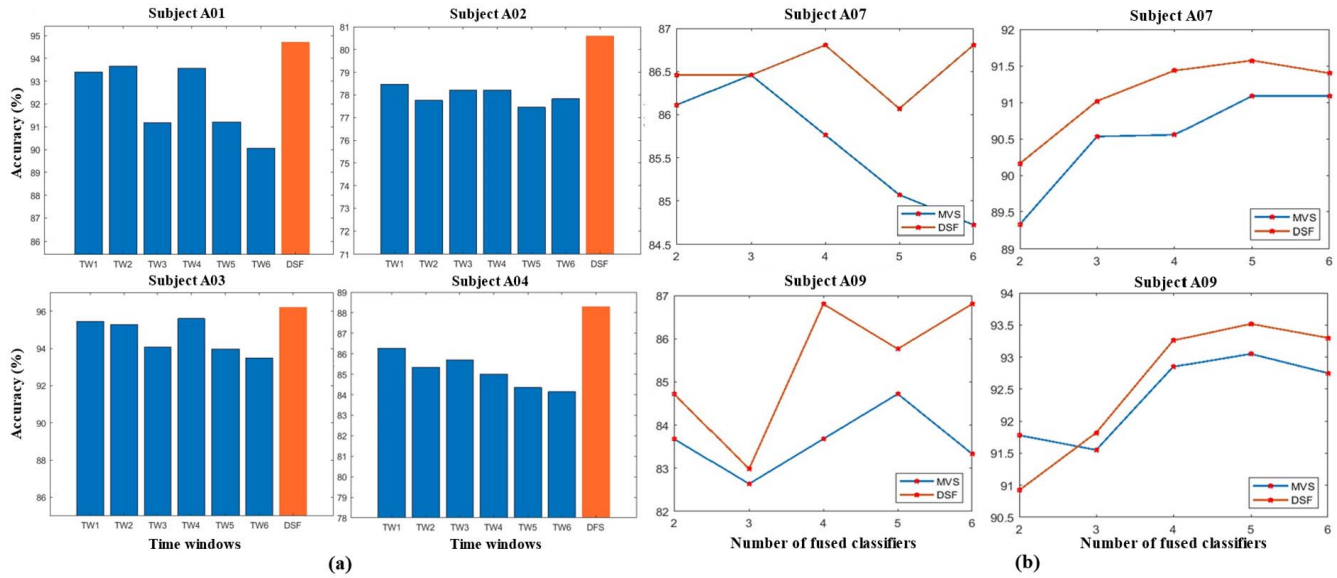 Subject A01
Accuracy (%)
95
94
93
92
91
90
89
88
87
86
TW1 TW2 TW3 TW4 TW5 TW6 DSF
Subject A02
81
80
79
78
77
76
75
74
73
72
71
TW1 TW2 TW3 TW4 TW5 TW6 DSF
Subject A03
Accuracy (%)
96
94
92
90
88
86
TW1 TW2 TW3 TW4 TW5 TW6 DSF
Time windows
Subject A04
89
88
87
86
85
84
83
82
81
80
79
78
TW1 TW2 TW3 TW4 TW5 TW6 DFS
Time windows
(a)
Subject A07
87
86.5
86
85.5
85
84.5
2 3 4 5 6
MVS
DSF
Subject A07
92
91.5
91
90.5
90
89.5
89
2 3 4 5 6
MVS
DSF
Subject A09
87
86
85
84
83
82
2 3 4 5 6
MVS
DSF
Number of fused classifiers
Subject A09
94
93.5
93
92.5
92
91.5
91
90.5
2 3 4 5 6
MVS
DSF
Number of fused classifiers
(b)